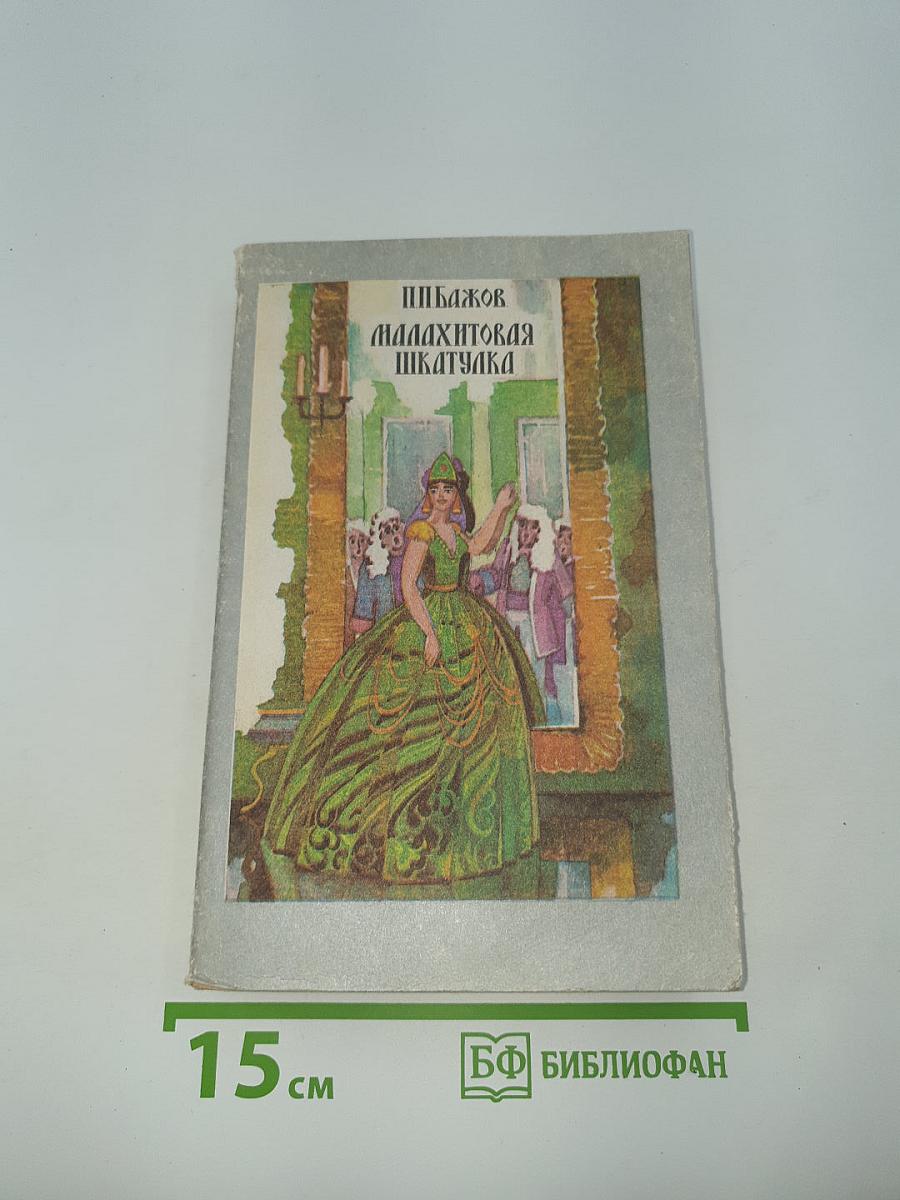 П.П.Бажов
МАЛАХИТОВАЯ
ШКАТУЛКА
15 см
БФ БИБЛИОФАН